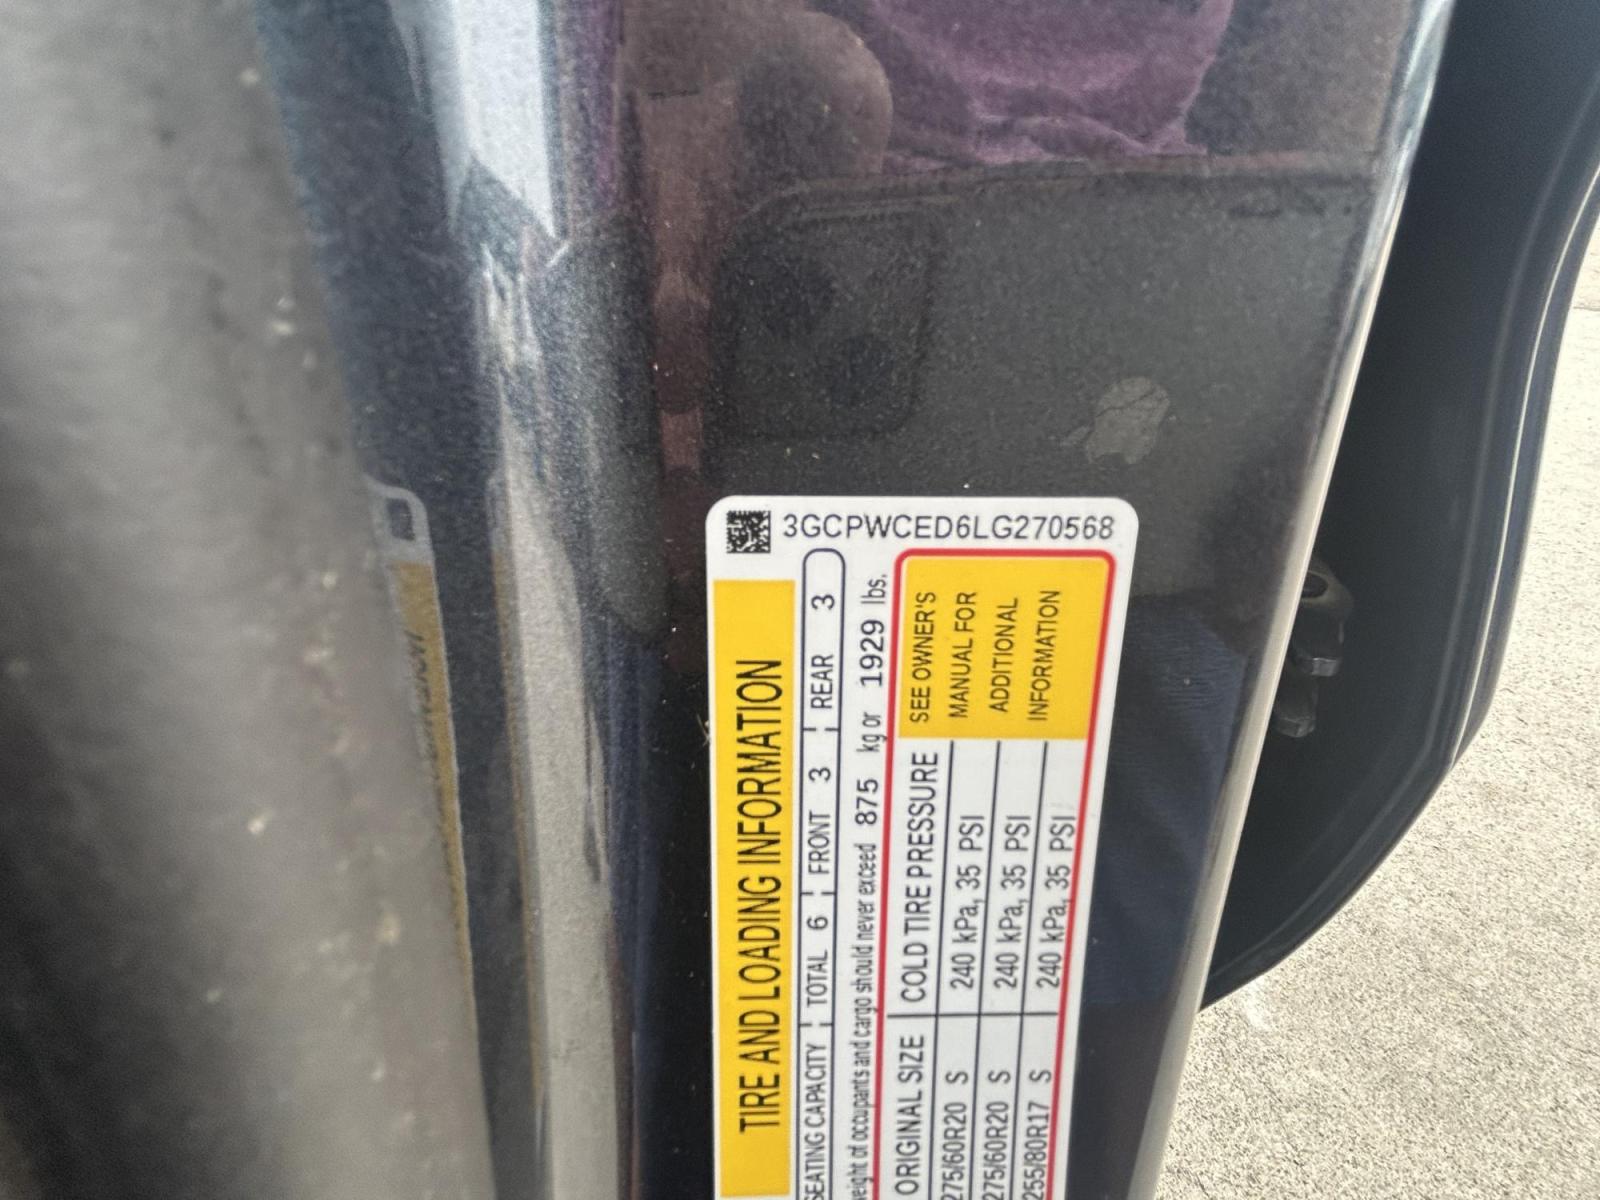 3GCPWCED6LG270568
TIRE AND LOADING INFORMATION
SEATING CAPACITY TOTAL 6 FRONT 3 REAR 3
weight of occupants and cargo should never exceed 875 kg or 1929 lbs.
ORIGINAL SIZE COLD TIRE PRESSURE
275/60R20 S 240 kPa, 35 PSI
275/60R20 S 240 kPa, 35 PSI
255/80R17 S 240 kPa, 35 PSI
SEE OWNER'S
MANUAL FOR
ADDITIONAL
INFORMATION